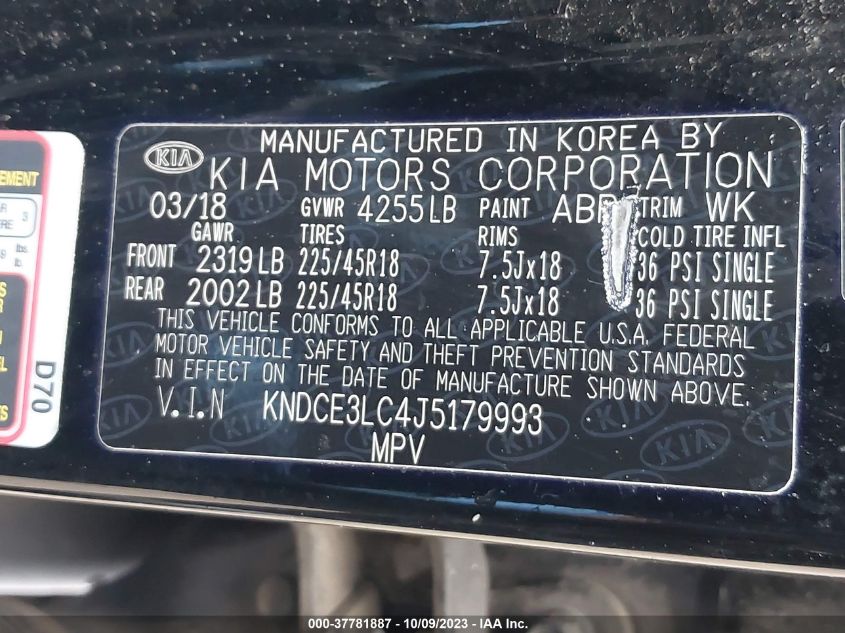 MANUFACTURED IN KOREA BY
KIA KIA MOTORS CORPORATION
03/18 GVWR 4255LB PAINT TRIM WK
GAWR TIRES RIMS COLD TIRE INFL
FRONT 2319LB 225/45R18 7.5Jx18 36 PSI SINGLE
REAR 2002LB 225/45R18 7.5Jx18 36 PSI SINGLE
THIS VEHICLE CONFORMS TO ALL APPLICABLE U.S.A. FEDERAL
MOTOR VEHICLE SAFETY AND THEFT PREVENTION STANDARDS
IN EFFECT ON THE DATE OF MANUFACTURE SHOWN ABOVE.
V.I.N KNDCE3LC4J5179993
MPV
D70
000-37781887 - 10/09/2023 - IAAI.COM